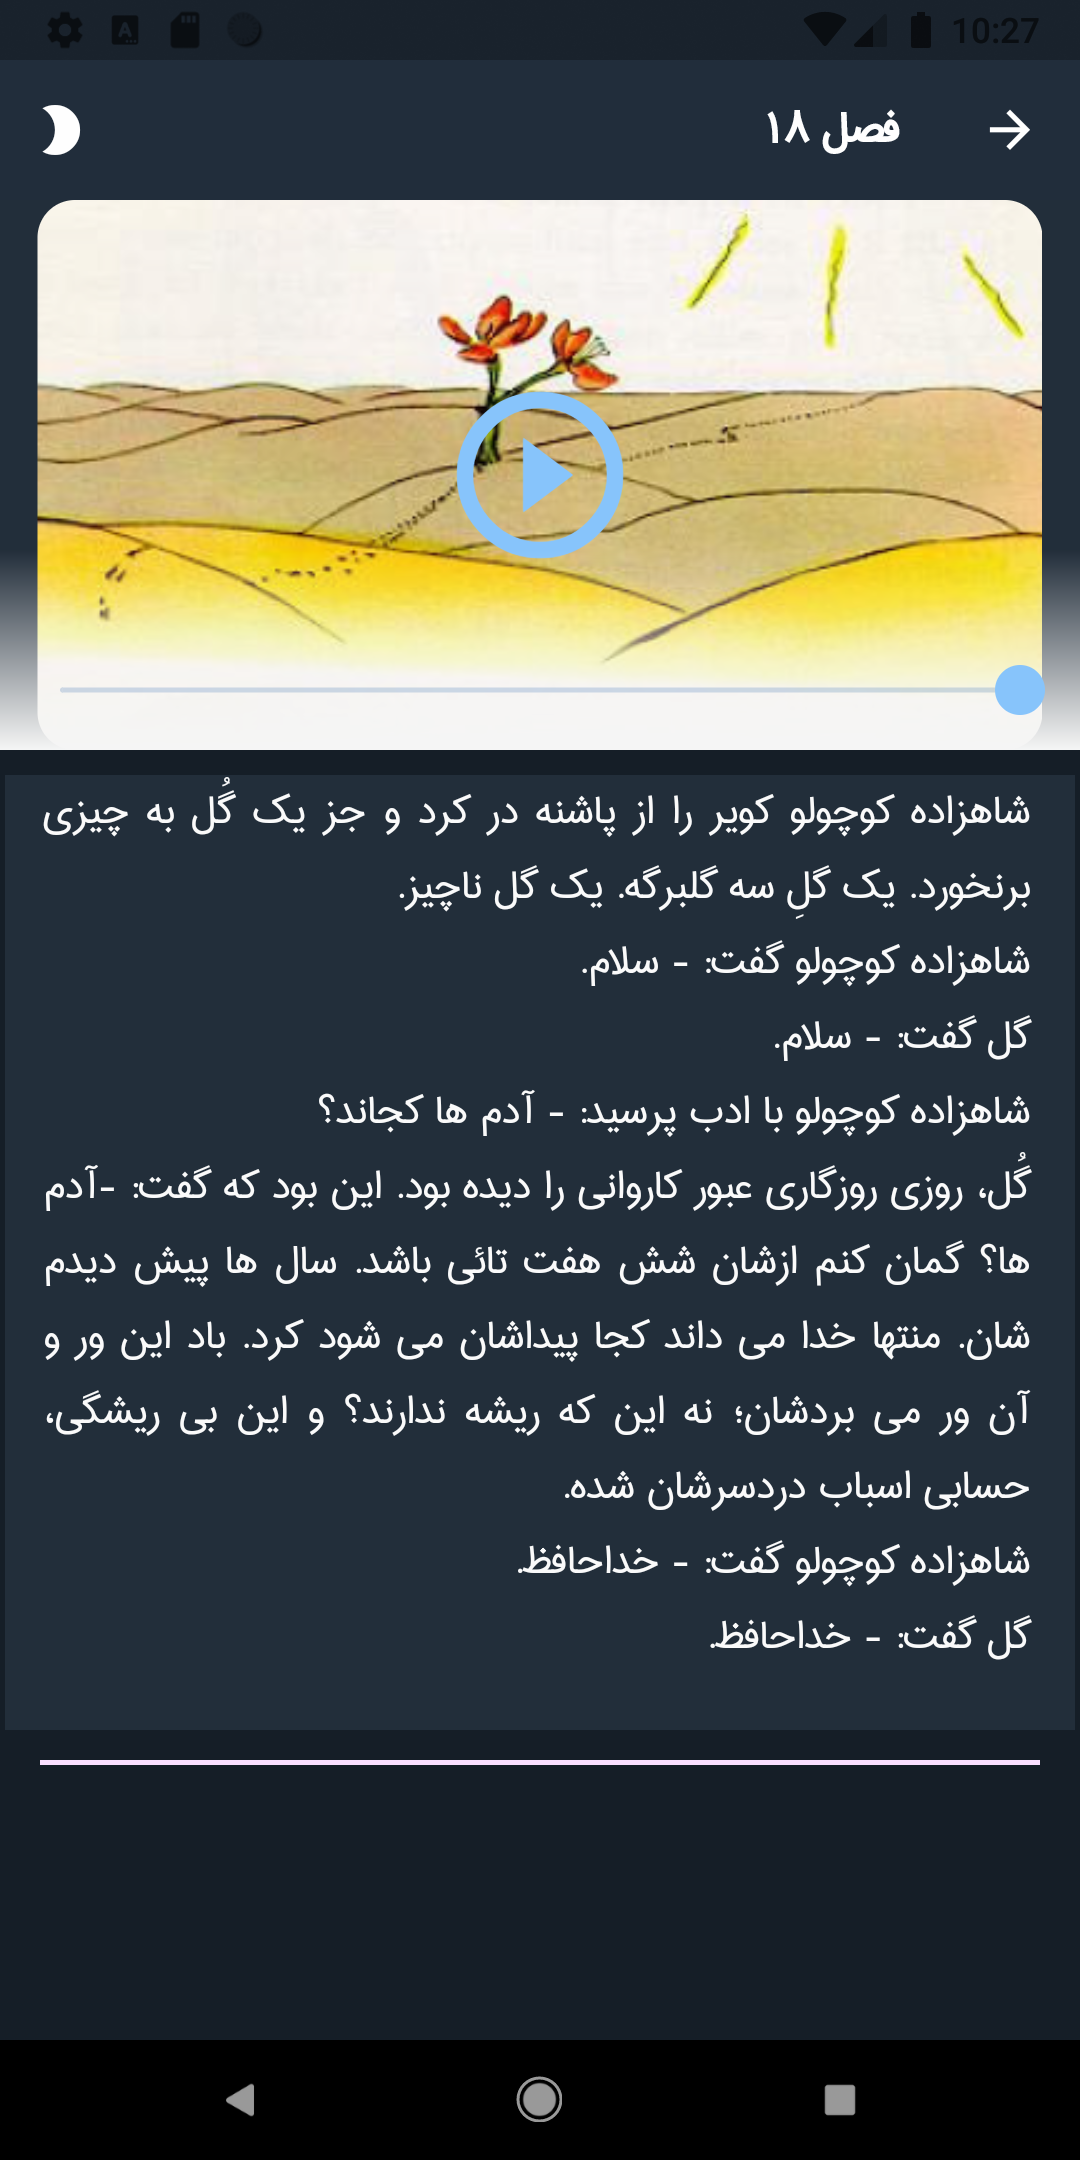 10:27
فصل ۱۸
شاهزاده کوچولو کویر را از پاشنه در کرد و جز یک گُل به چیزی
برنخورد. یک گلِ سه گلبرگه. یک گل ناچیز.
شاهزاده کوچولو گفت: - سلام.
گل گفت: - سلام.
شاهزاده کوچولو با ادب پرسید: - آدم ها کجاند؟
گُل، روزی روزگاری عبور کاروانی را دیده بود. این بود که گفت: -آدم
ها؟ گمان کنم ازشان شش هفت تائی باشد. سال ها پیش دیدم
شان. منتها خدا می داند کجا پیداشان می شود کرد. باد این ور و
آن ور می بردشان؛ نه این که ریشه ندارند؟ و این بی ریشگی،
حسابی اسباب دردسرشان شده.
شاهزاده کوچولو گفت: - خداحافظ.
گل گفت: - خداحافظ.